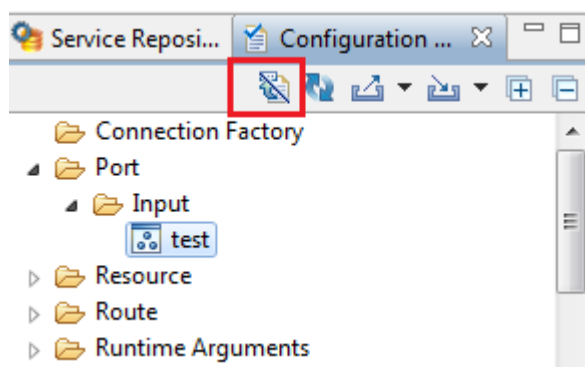 Service Reposi... Configuration ...
Connection Factory
Port
Input
test
Resource
Route
Runtime Arguments